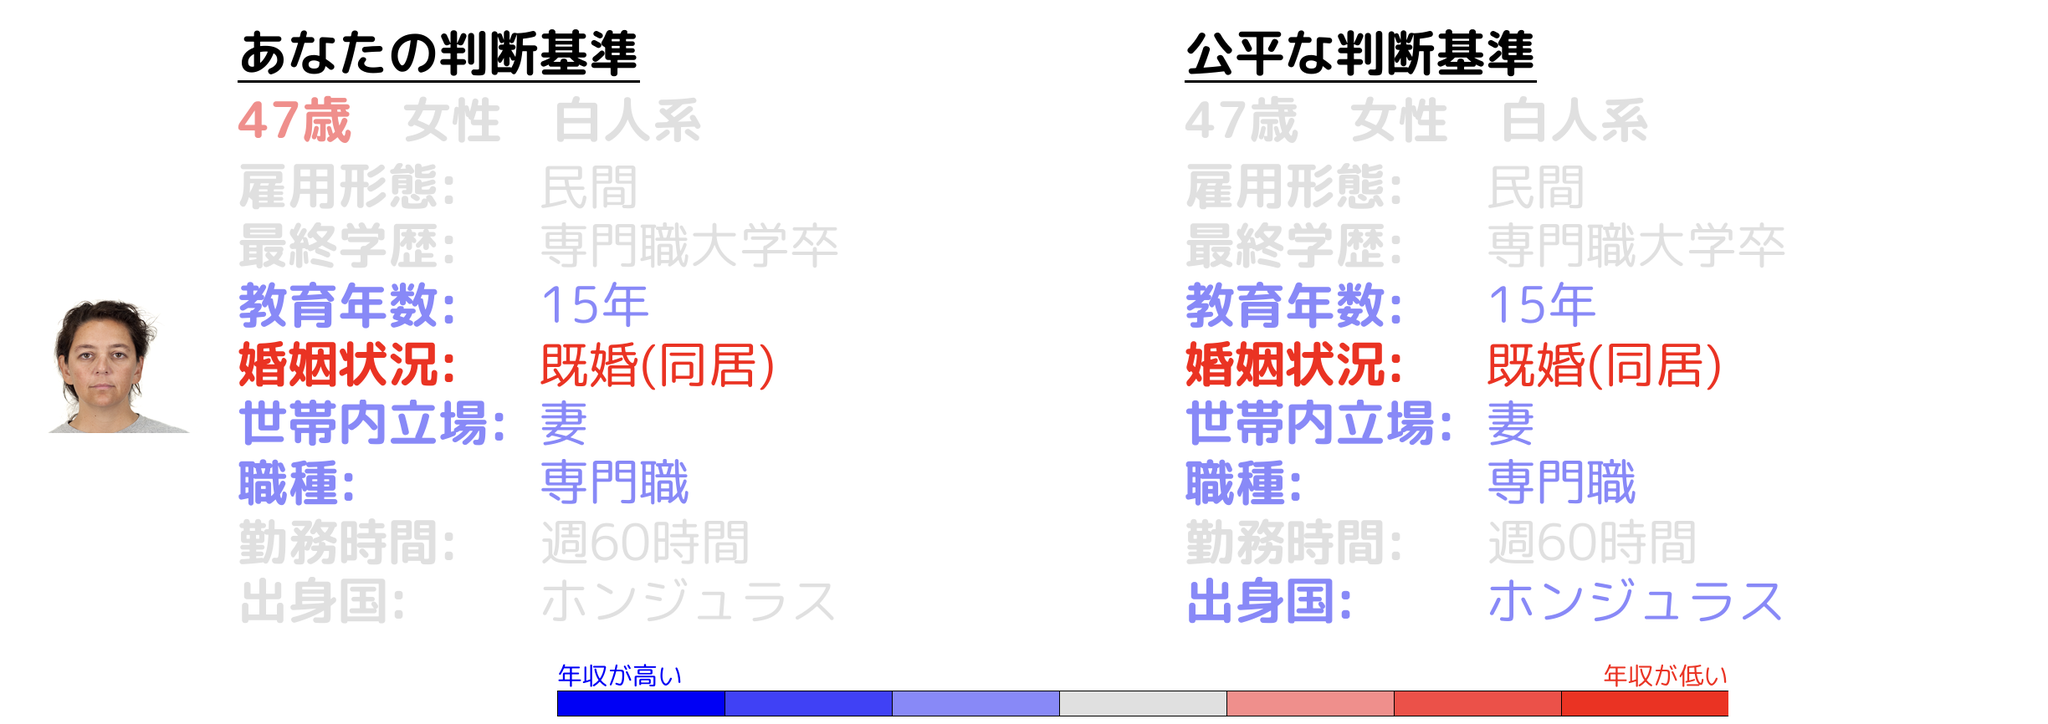 あなたの判断基準
47歳 女性 白人系
雇用形態: 民間
最終学歴: 専門職大学卒
教育年数: 15年
婚姻状況: 既婚(同居)
世帯内立場: 妻
職種: 専門職
勤務時間: 週60時間
出身国: ホンジュラス
公平な判断基準
47歳 女性 白人系
雇用形態: 民間
最終学歴: 専門職大学卒
教育年数: 15年
婚姻状況: 既婚(同居)
世帯内立場: 妻
職種: 専門職
勤務時間: 週60時間
出身国: ホンジュラス
年収が高い
年収が低い